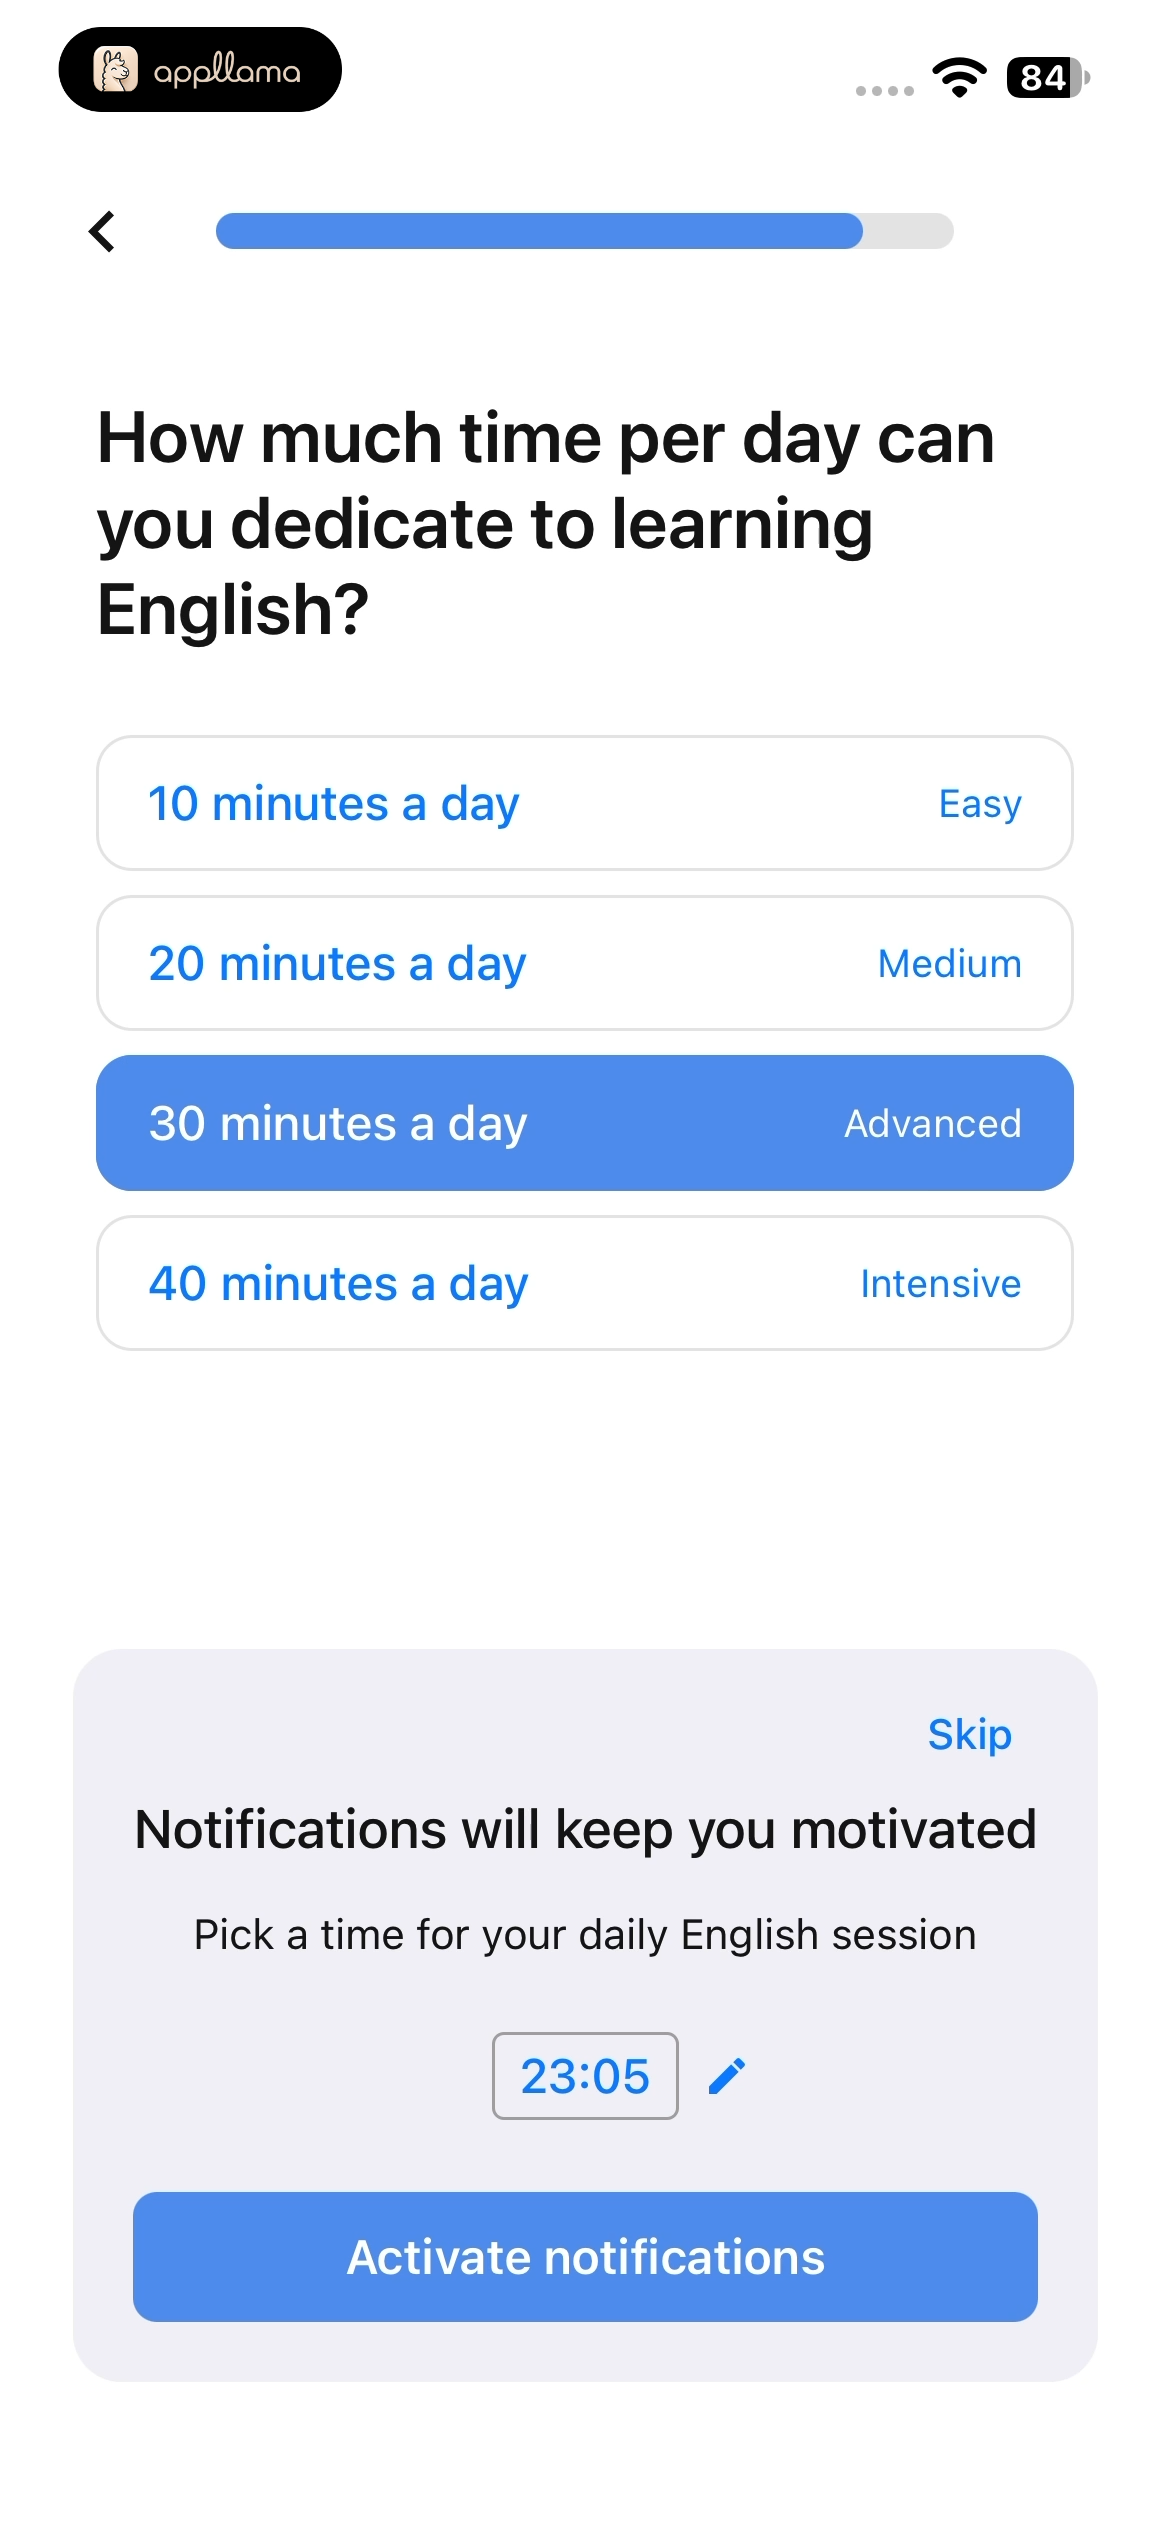 appllama
84
How much time per day can
you dedicate to learning
English?
10 minutes a day Easy
20 minutes a day Medium
30 minutes a day Advanced
40 minutes a day Intensive
Skip
Notifications will keep you motivated
Pick a time for your daily English session
23:05
Activate notifications